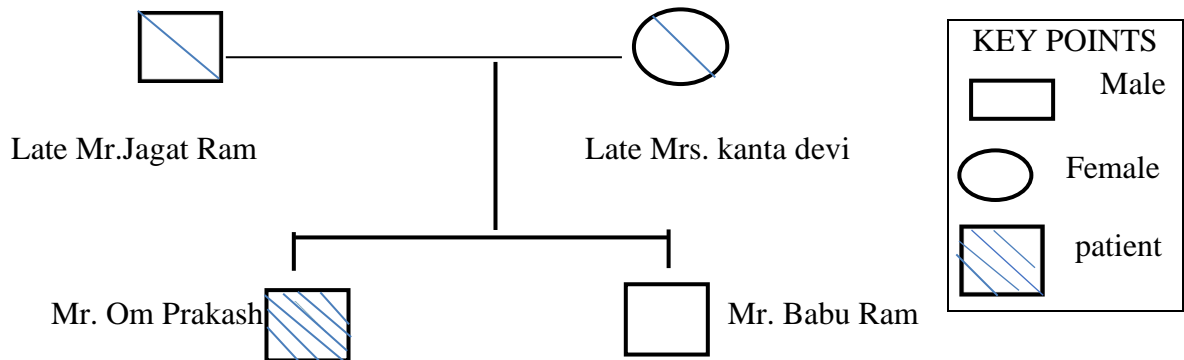 KEY POINTS
Male
Female
patient
Late Mr.Jagat Ram
Late Mrs. kanta devi
Mr. Om Prakash
Mr. Babu Ram